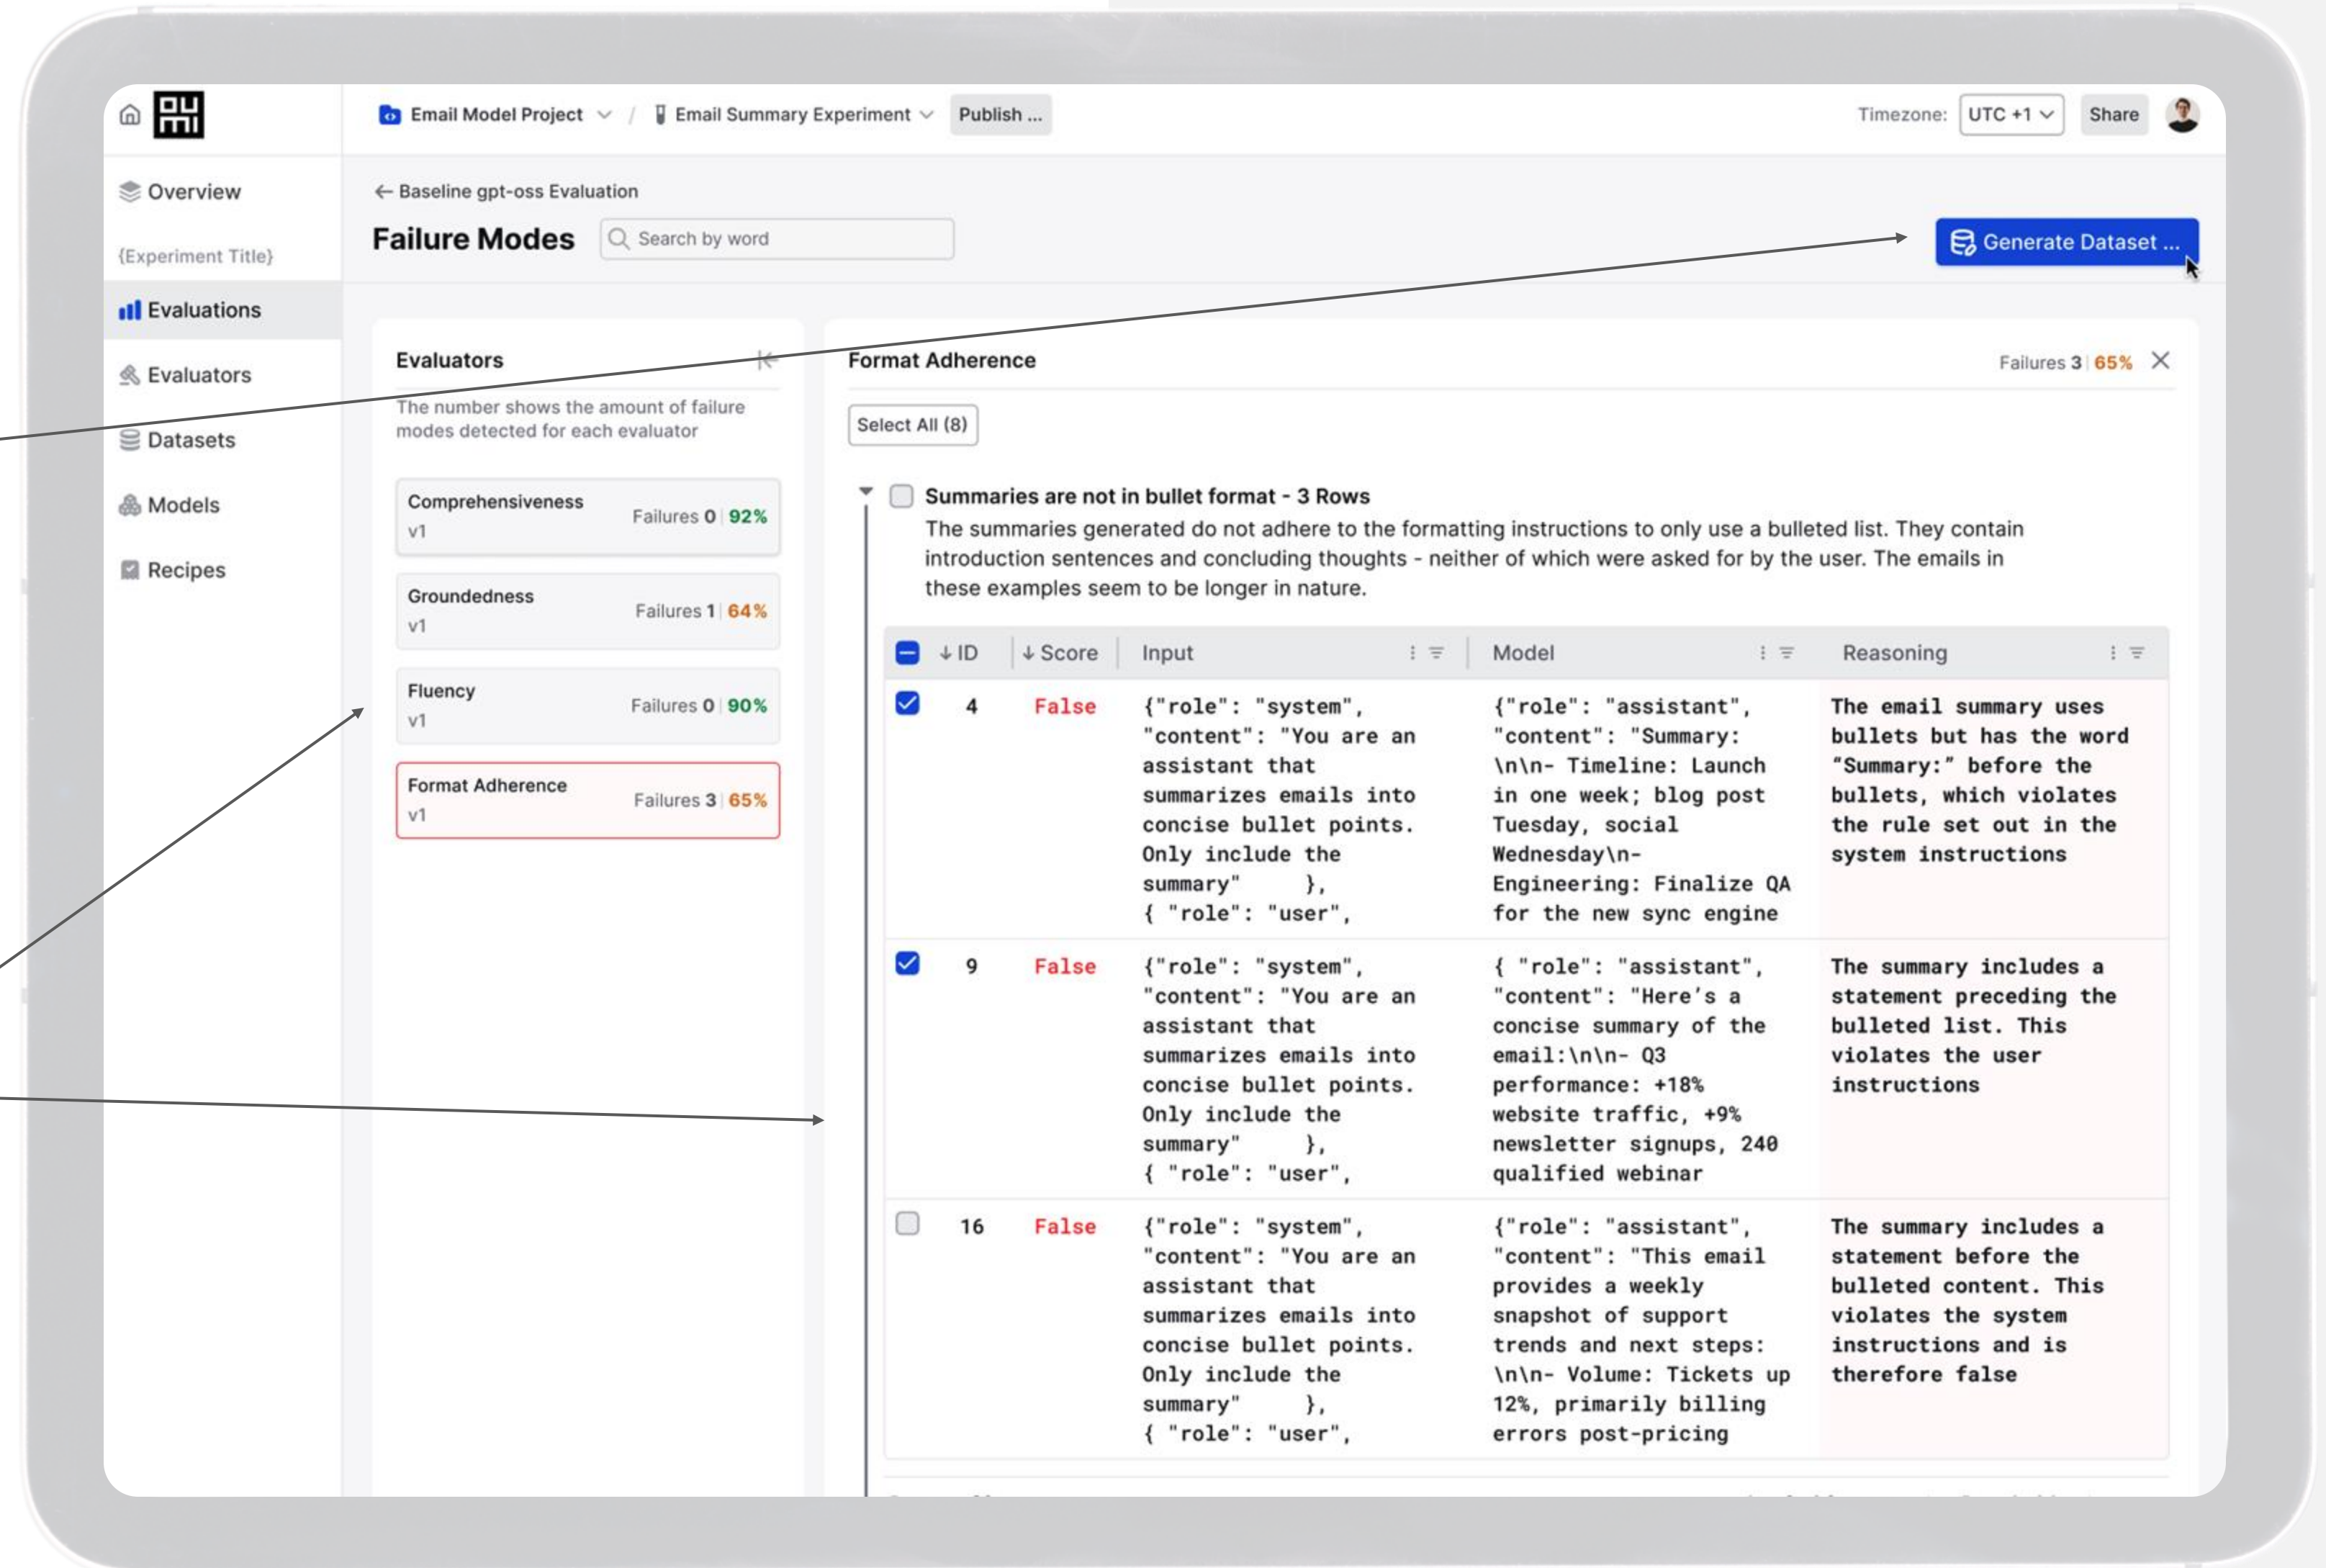 oumi
Email Model Project / Email Summary Experiment Publish ...
Timezone: UTC +1 Share
Overview
{Experiment Title}
Evaluations
Evaluators
Datasets
Models
Recipes
← Baseline gpt-oss Evaluation
Failure Modes Search by word
Generate Dataset ...
Evaluators
The number shows the amount of failure
modes detected for each evaluator
Comprehensiveness
v1
Failures 0 | 92%
Groundedness
v1
Failures 1 | 64%
Fluency
v1
Failures 0 | 90%
Format Adherence
v1
Failures 3 | 65%
Format Adherence
Failures 3 | 65%
Select All (8)
Summaries are not in bullet format - 3 Rows
The summaries generated do not adhere to the formatting instructions to only use a bulleted list. They contain
introduction sentences and concluding thoughts - neither of which were asked for by the user. The emails in
these examples seem to be longer in nature.
↓ ID ↓ Score Input Model Reasoning
4
False
{"role": "system",
"content": "You are an
assistant that
summarizes emails into
concise bullet points.
Only include the
summary" },
{ "role": "user",
{"role": "assistant",
"content": "Summary:
\n\n- Timeline: Launch
in one week; blog post
Tuesday, social
Wednesday\n-
Engineering: Finalize QA
for the new sync engine
The email summary uses
bullets but has the word
“Summary:” before the
bullets, which violates
the rule set out in the
system instructions
9
False
{"role": "system",
"content": "You are an
assistant that
summarizes emails into
concise bullet points.
Only include the
summary" },
{ "role": "user",
{ "role": "assistant",
"content": "Here’s a
concise summary of the
email:\n\n- Q3
performance: +18%
website traffic, +9%
newsletter signups, 240
qualified webinar
The summary includes a
statement preceding the
bulleted list. This
violates the user
instructions
16
False
{"role": "system",
"content": "You are an
assistant that
summarizes emails into
concise bullet points.
Only include the
summary" },
{ "role": "user",
{"role": "assistant",
"content": "This email
provides a weekly
snapshot of support
trends and next steps:
\n\n- Volume: Tickets up
12%, primarily billing
errors post-pricing
The summary includes a
statement before the
bulleted content. This
violates the system
instructions and is
therefore false